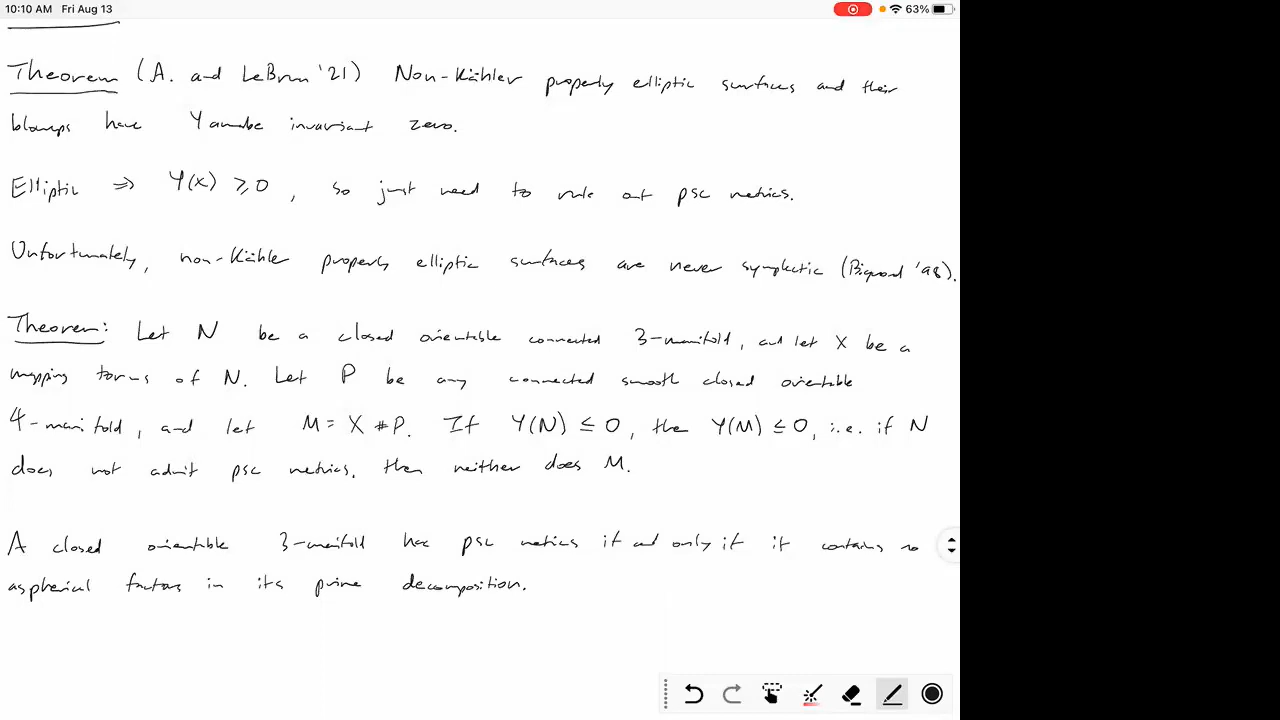 10:10 AM Fri Aug 13 63%
Theorem (A. and LeBrun '21) Non-Kähler properly elliptic surfaces and their
blowups have Yamabe invariant zero.
Elliptic ⇒ Y(X) ≥ 0, so just need to rule out psc metrics.
Unfortunately, non-Kähler properly elliptic surfaces are never symplectic (Biquard '98).
Theorem: Let N be a closed orientable connected 3-manifold, and let X be a
mapping torus of N. Let P be any connected smooth closed orientable
4-manifold, and let M = X # P. If Y(N) ≤ 0, then Y(M) ≤ 0, i.e. if N
does not admit psc metrics, then neither does M.
A closed orientable 3-manifold has psc metrics if and only if it contains no
aspherical factors in its prime decomposition.